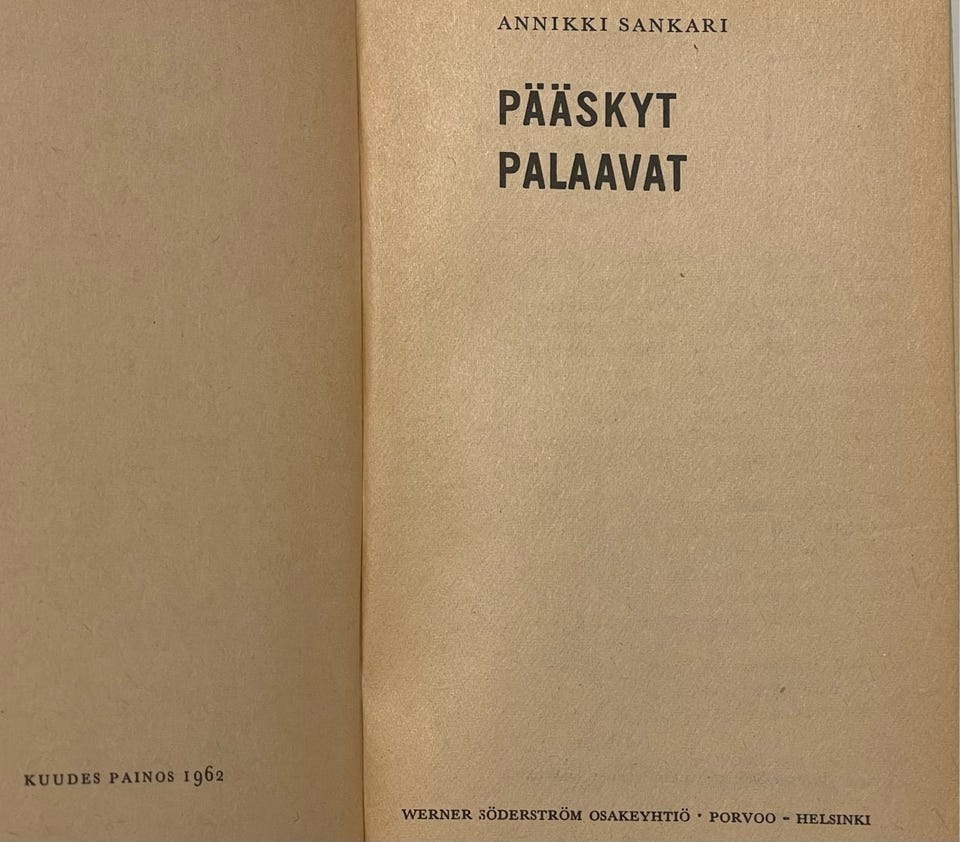 KUUDES PAINOS 1962
ANNIKKI SANKARI
PÄÄSKYT
PALAAVAT
WERNER SÖDERSTRÖM OSAKEYHTIÖ · PORVOO - HELSINKI